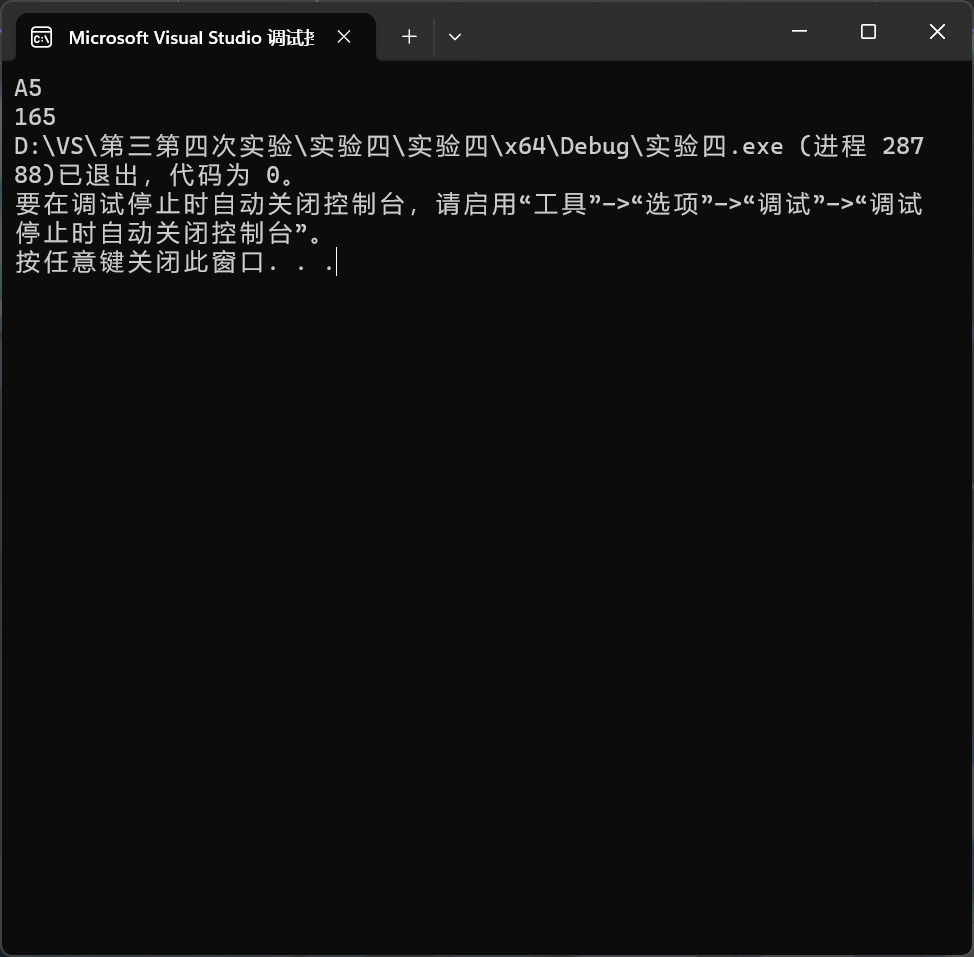 Microsoft Visual Studio 调试
A5
165
D:\VS\第三第四次实验\实验四\实验四\x64\Debug\实验四.exe (进程 287
88)已退出，代码为 0。
要在调试停止时自动关闭控制台，请启用“工具”->“选项”->“调试”->“调试
停止时自动关闭控制台”。
按任意键关闭此窗口. . .